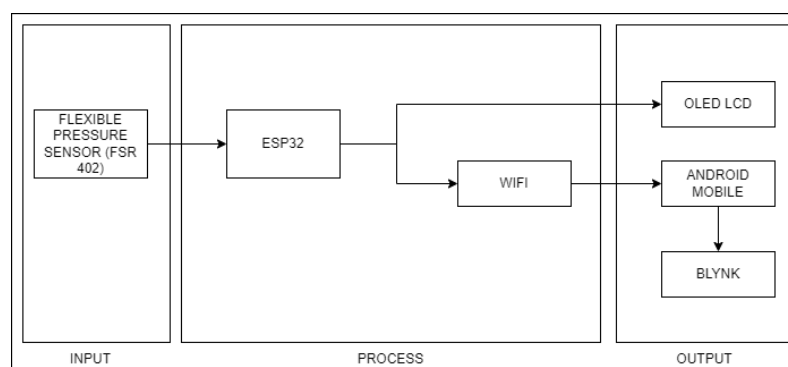 FLEXIBLE
PRESSURE
SENSOR (FSR
402)
ESP32
WIFI
OLED LCD
ANDROID
MOBILE
BLYNK
INPUT
PROCESS
OUTPUT